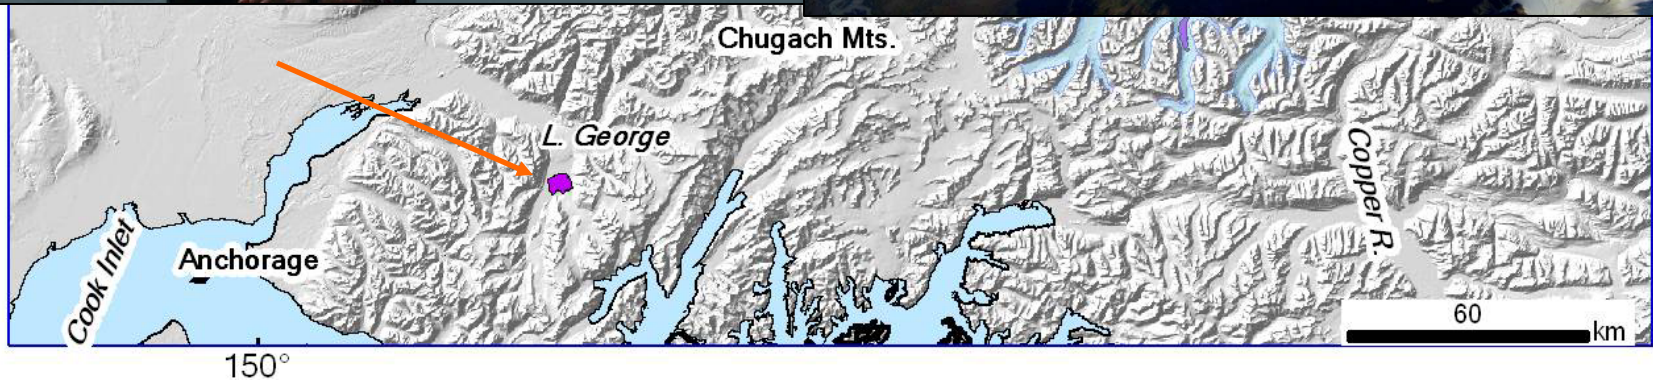 Chugach Mts.
L. George
Copper R.
Cook Inlet
Anchorage
60
km
150°